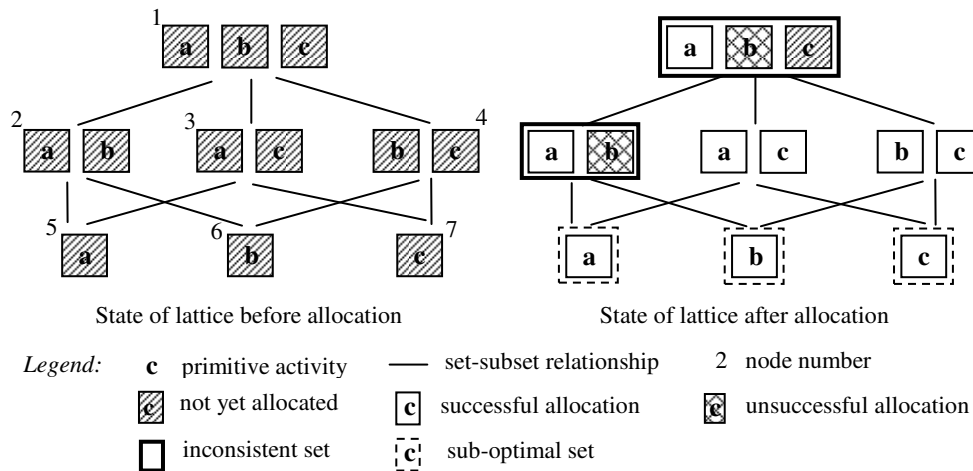 1
a b c
a b c
2 3 4
a b a c b c
a b a c b c
5 6 7
a b c
a b c
State of lattice before allocation State of lattice after allocation
Legend: c primitive activity set-subset relationship 2 node number
c not yet allocated c successful allocation c unsuccessful allocation
inconsistent set c sub-optimal set